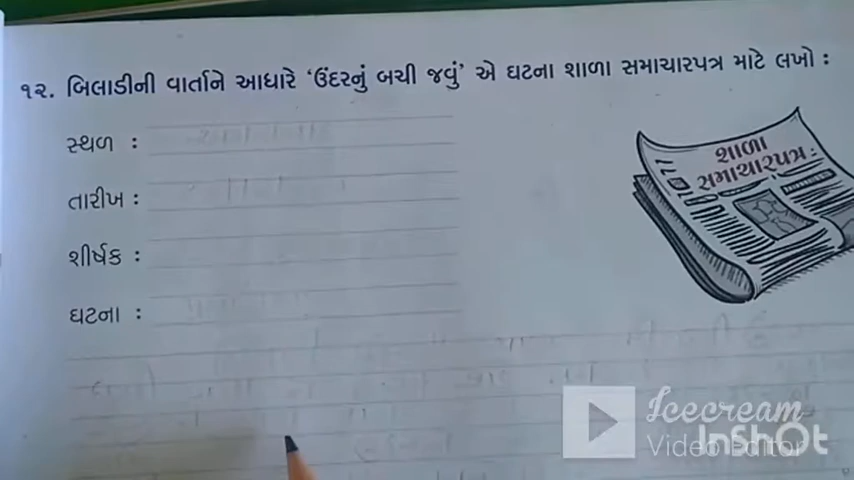 ૧૨. બિલાડીની વાર્તાને આધારે ‘ઉંદરનું બચી જવું’ એ ઘટના શાળા સમાચારપત્ર માટે લખો :
સ્થળ :
તારીખ :
શીર્ષક :
ઘટના :
શાળા
સમાચારપત્ર :
Icecream
Video Editor
InShOt